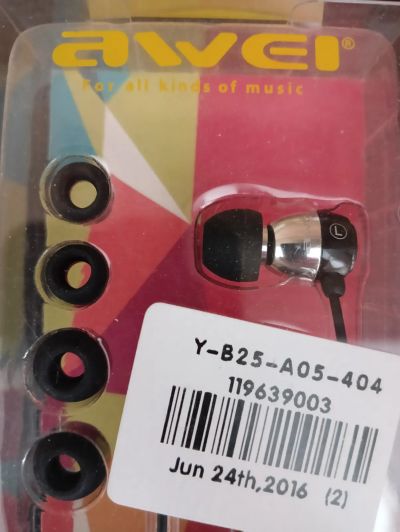 awei®
For all kinds of music
L
Y-B25-A05-404
119639003
Jun 24th,2016 (2)